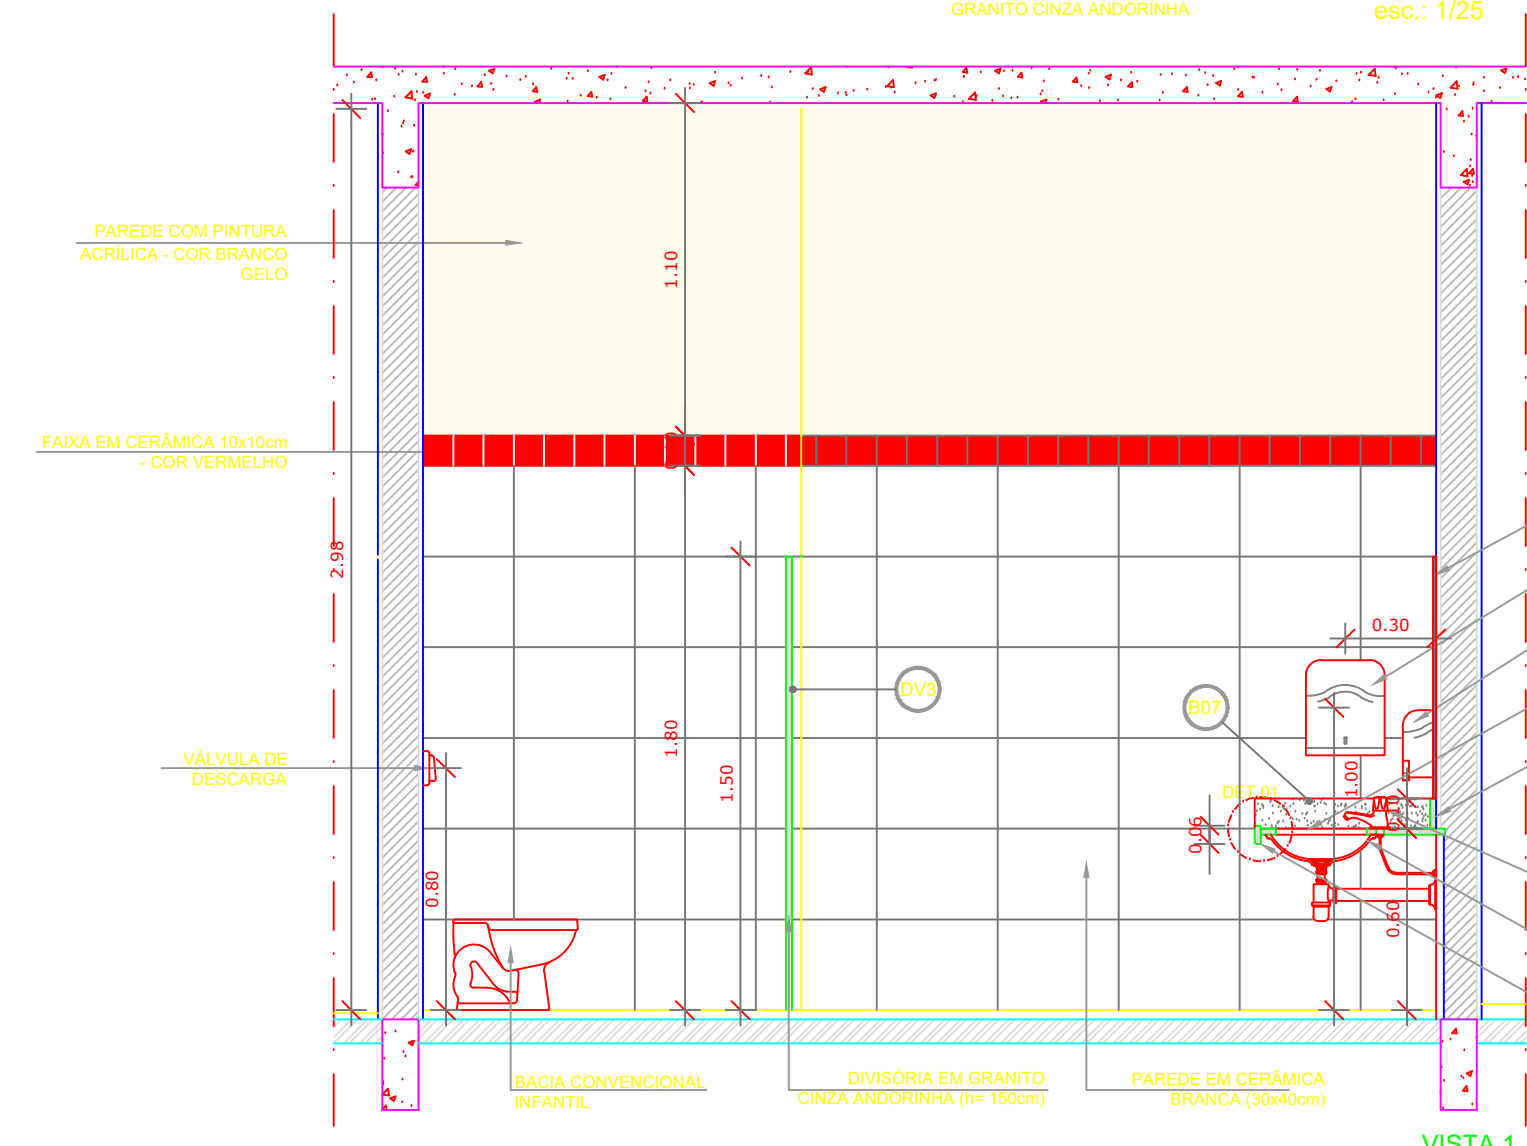 GRANITO CINZA ANDORINHA
esc.: 1/25
PAREDE COM PINTURA
ACRÍLICA - COR BRANCO
GELO
1.10
FAIXA EM CERÂMICA 10x10cm
- COR VERMELHO
2.98
0.30
DV3
B07
1.80
1.50
VÁLVULA DE
DESCARGA
1.00
DET.01
0.10
0.06
0.80
0.60
BACIA CONVENCIONAL
INFANTIL
DIVISÓRIA EM GRANITO
CINZA ANDORINHA (h= 150cm)
PAREDE EM CERÂMICA
BRANCA (30x40cm)
VISTA 1